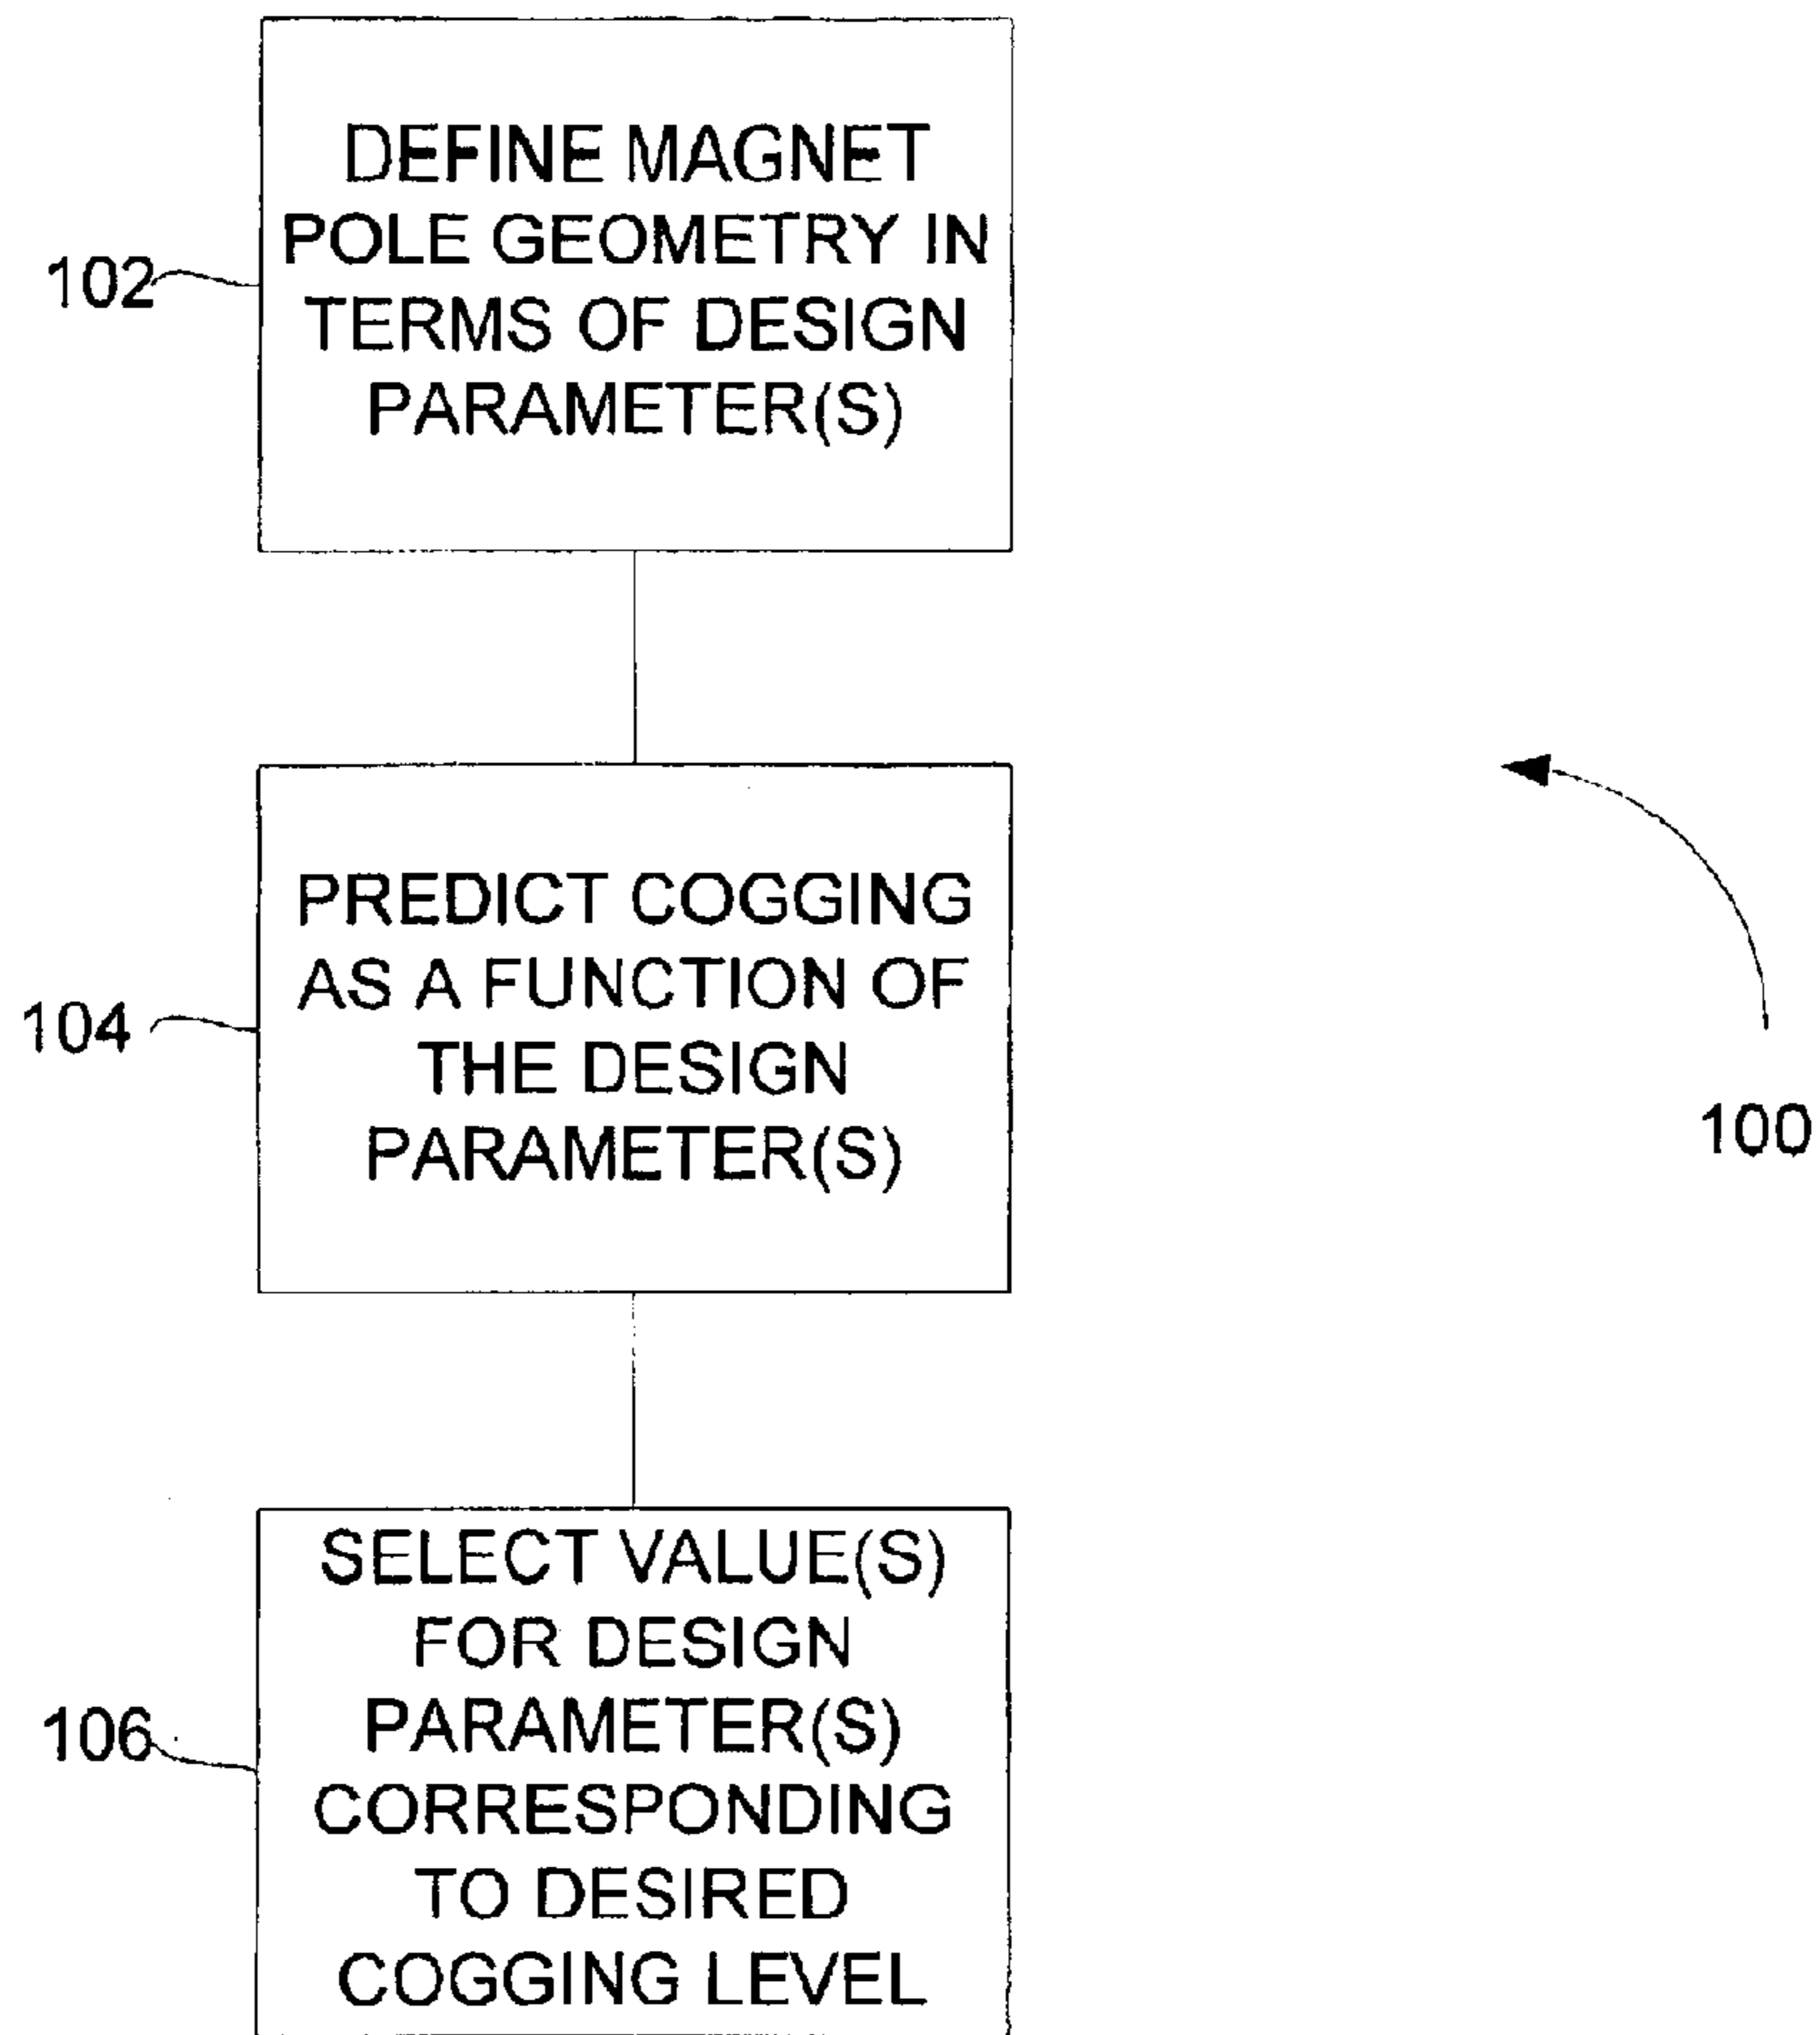 DEFINE MAGNET
POLE GEOMETRY IN
TERMS OF DESIGN
PARAMETER(S)
102
PREDICT COGGING
AS A FUNCTION OF
THE DESIGN
PARAMETER(S)
104
100
SELECT VALUE(S)
FOR DESIGN
PARAMETER(S)
CORRESPONDING
TO DESIRED
COGGING LEVEL
106